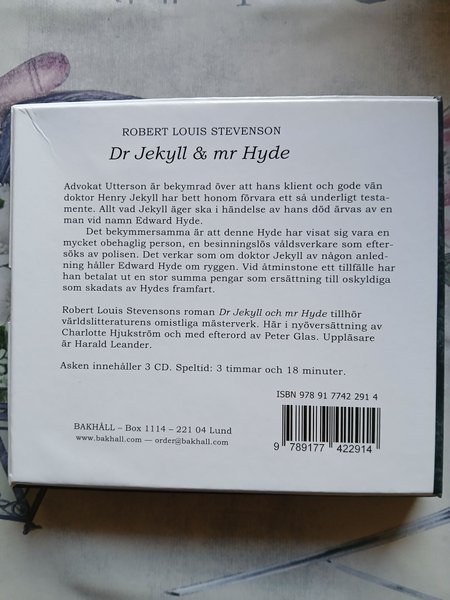 ROBERT LOUIS STEVENSON
Dr Jekyll & mr Hyde
Advokat Utterson är bekymrad över att hans klient och gode vän
doktor Henry Jekyll har bett honom förvara ett så underligt testa-
mente. Allt vad Jekyll äger ska i händelse av hans död ärvas av en
man vid namn Edward Hyde.
Det bekymmersamma är att denne Hyde har visat sig vara en
mycket obehaglig person, en besinningslös våldsverkare som efter-
söks av polisen. Det verkar som om doktor Jekyll av någon anled-
ning håller Edward Hyde om ryggen. Vid åtminstone ett tillfälle har
han betalat ut en stor summa pengar som ersättning till oskyldiga
som skadats av Hydes framfart.
Robert Louis Stevensons roman Dr Jekyll och mr Hyde tillhör
världslitteraturens omistliga mästerverk. Här i nyöversättning av
Charlotte Hjukström och med efterord av Peter Glas. Uppläsare
är Harald Leander.
Asken innehåller 3 CD. Speltid: 3 timmar och 18 minuter.
ISBN 978 91 7742 291 4
BAKHÅLL – Box 1114 – 221 04 Lund
www.bakhall.com — order@bakhall.com
9 789177 422914